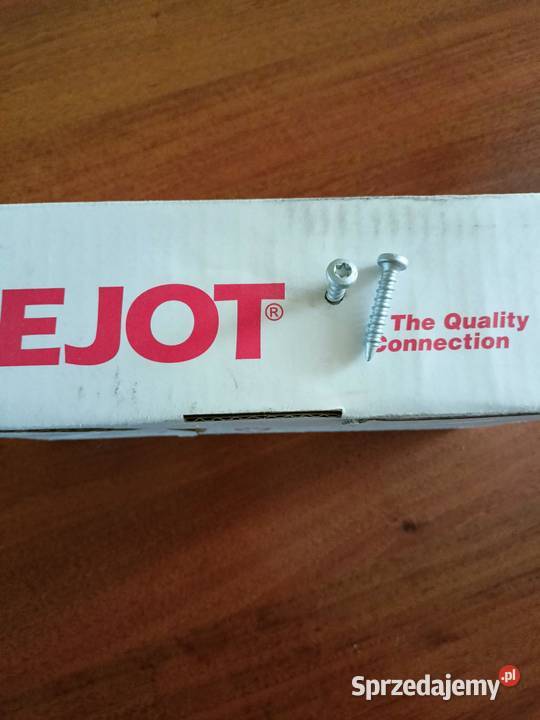 EJOT®
The Quality
Connection
Sprzedajemy.pl